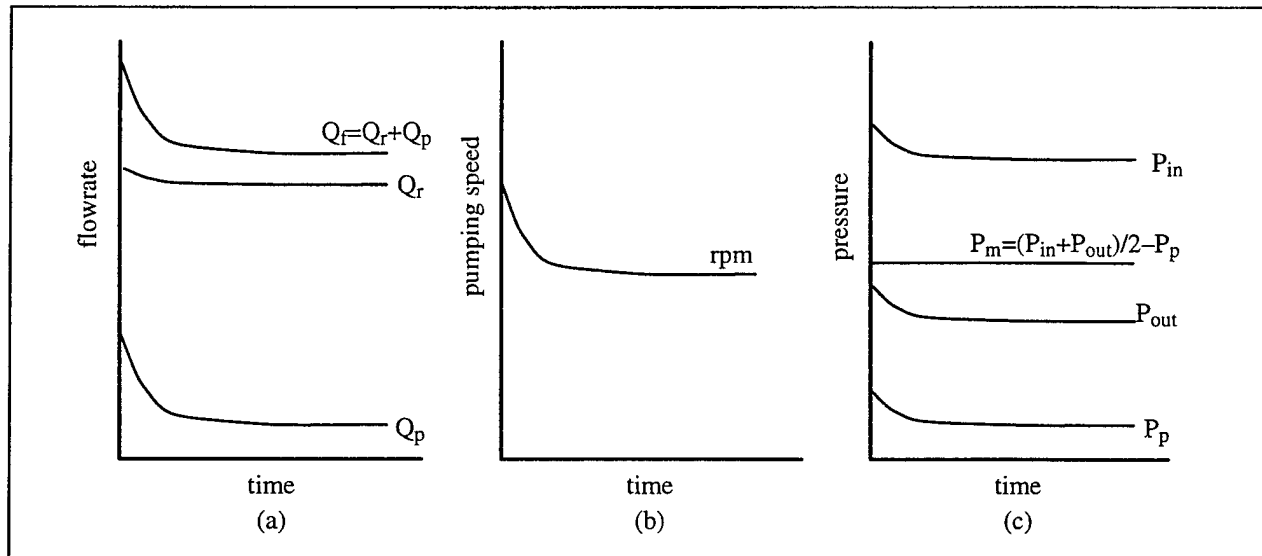 flowrate
Q_f=Q_r+Q_p
Q_r
Q_p
time
(a)
pumping speed
rpm
time
(b)
pressure
P_in
P_m=(P_in+P_out)/2–P_p
P_out
P_p
time
(c)